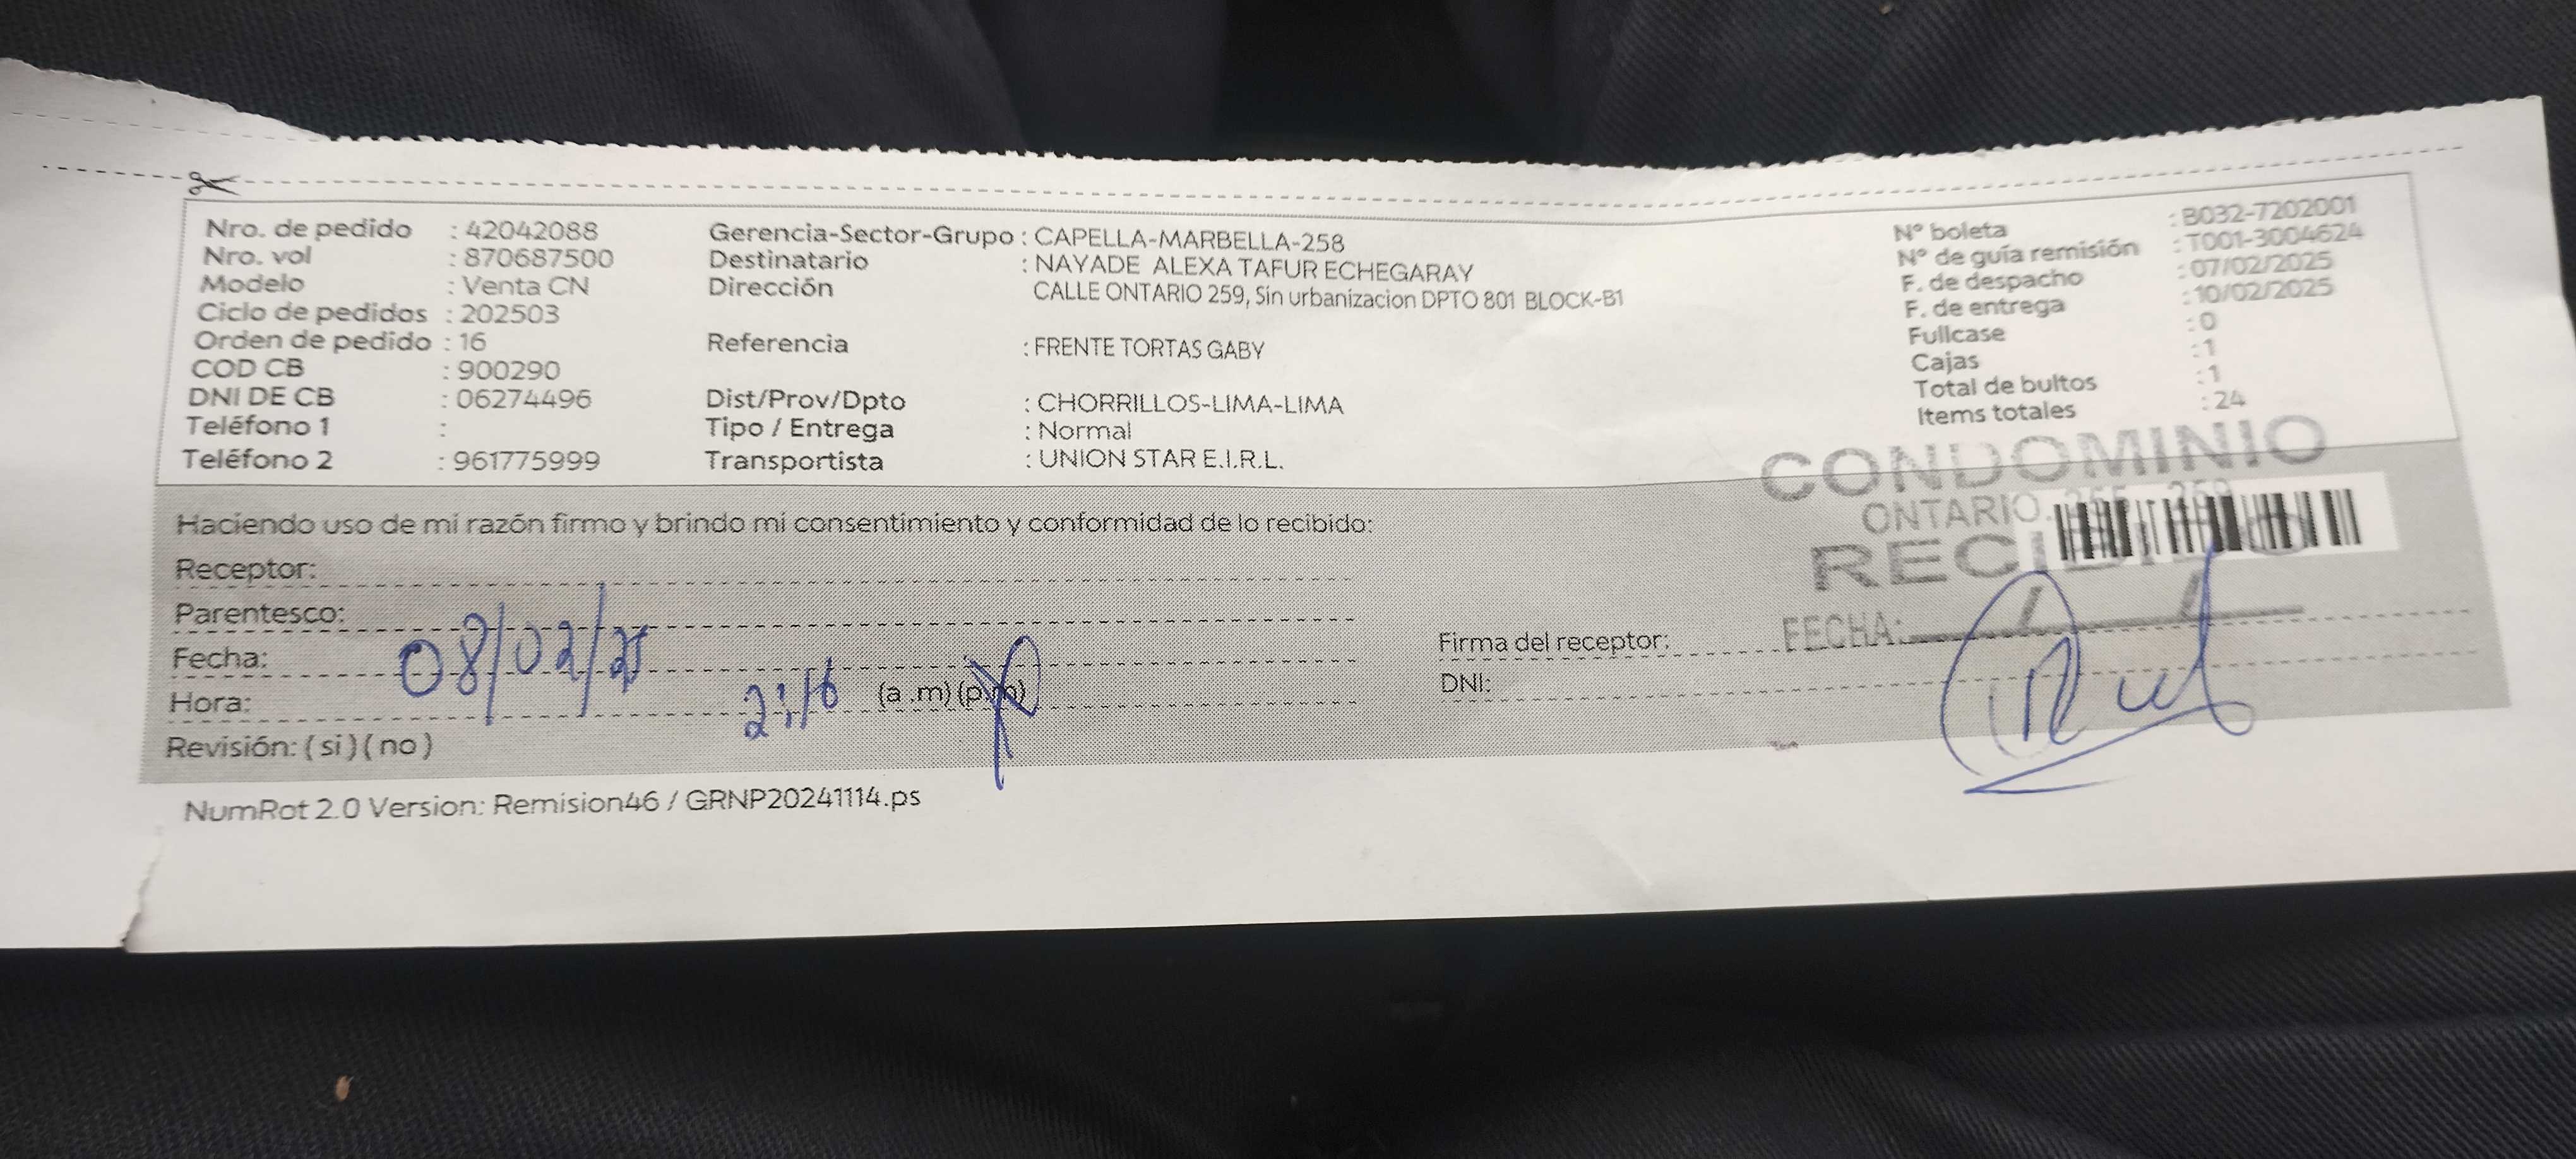 Nro. de pedido : 42042088
Nro. vol : 870687500
Modelo : Venta CN
Ciclo de pedidos : 202503
Orden de pedido : 16
COD CB : 900290
DNI DE CB : 06274496
Teléfono 1 :
Teléfono 2 : 961775999
Gerencia-Sector-Grupo : CAPELLA-MARBELLA-258
Destinatario : NAYADE ALEXA TAFUR ECHEGARAY
Dirección CALLE ONTARIO 259, Sin urbanizacion DPTO 801 BLOCK-B1
Referencia : FRENTE TORTAS GABY
Dist/Prov/Dpto : CHORRILLOS-LIMA-LIMA
Tipo / Entrega : Normal
Transportista : UNION STAR E.I.R.L.
N° boleta : B032-7202001
N° de guía remisión : T001-3004624
F. de despacho : 07/02/2025
F. de entrega : 10/02/2025
Fullcase : 0
Cajas : 1
Total de bultos : 1
Items totales : 24
CONDOMINIO
ONTARIO
RECIBIDO
FECHA: / /
Haciendo uso de mi razón firmo y brindo mi consentimiento y conformidad de lo recibido:
Receptor:
Parentesco:
Fecha: 08/02/25
Hora: 2:16 (a .m) (p.m)
Revisión: ( si ) ( no )
Firma del receptor:
DNI:
NumRot 2.0 Version: Remision46 / GRNP20241114.ps